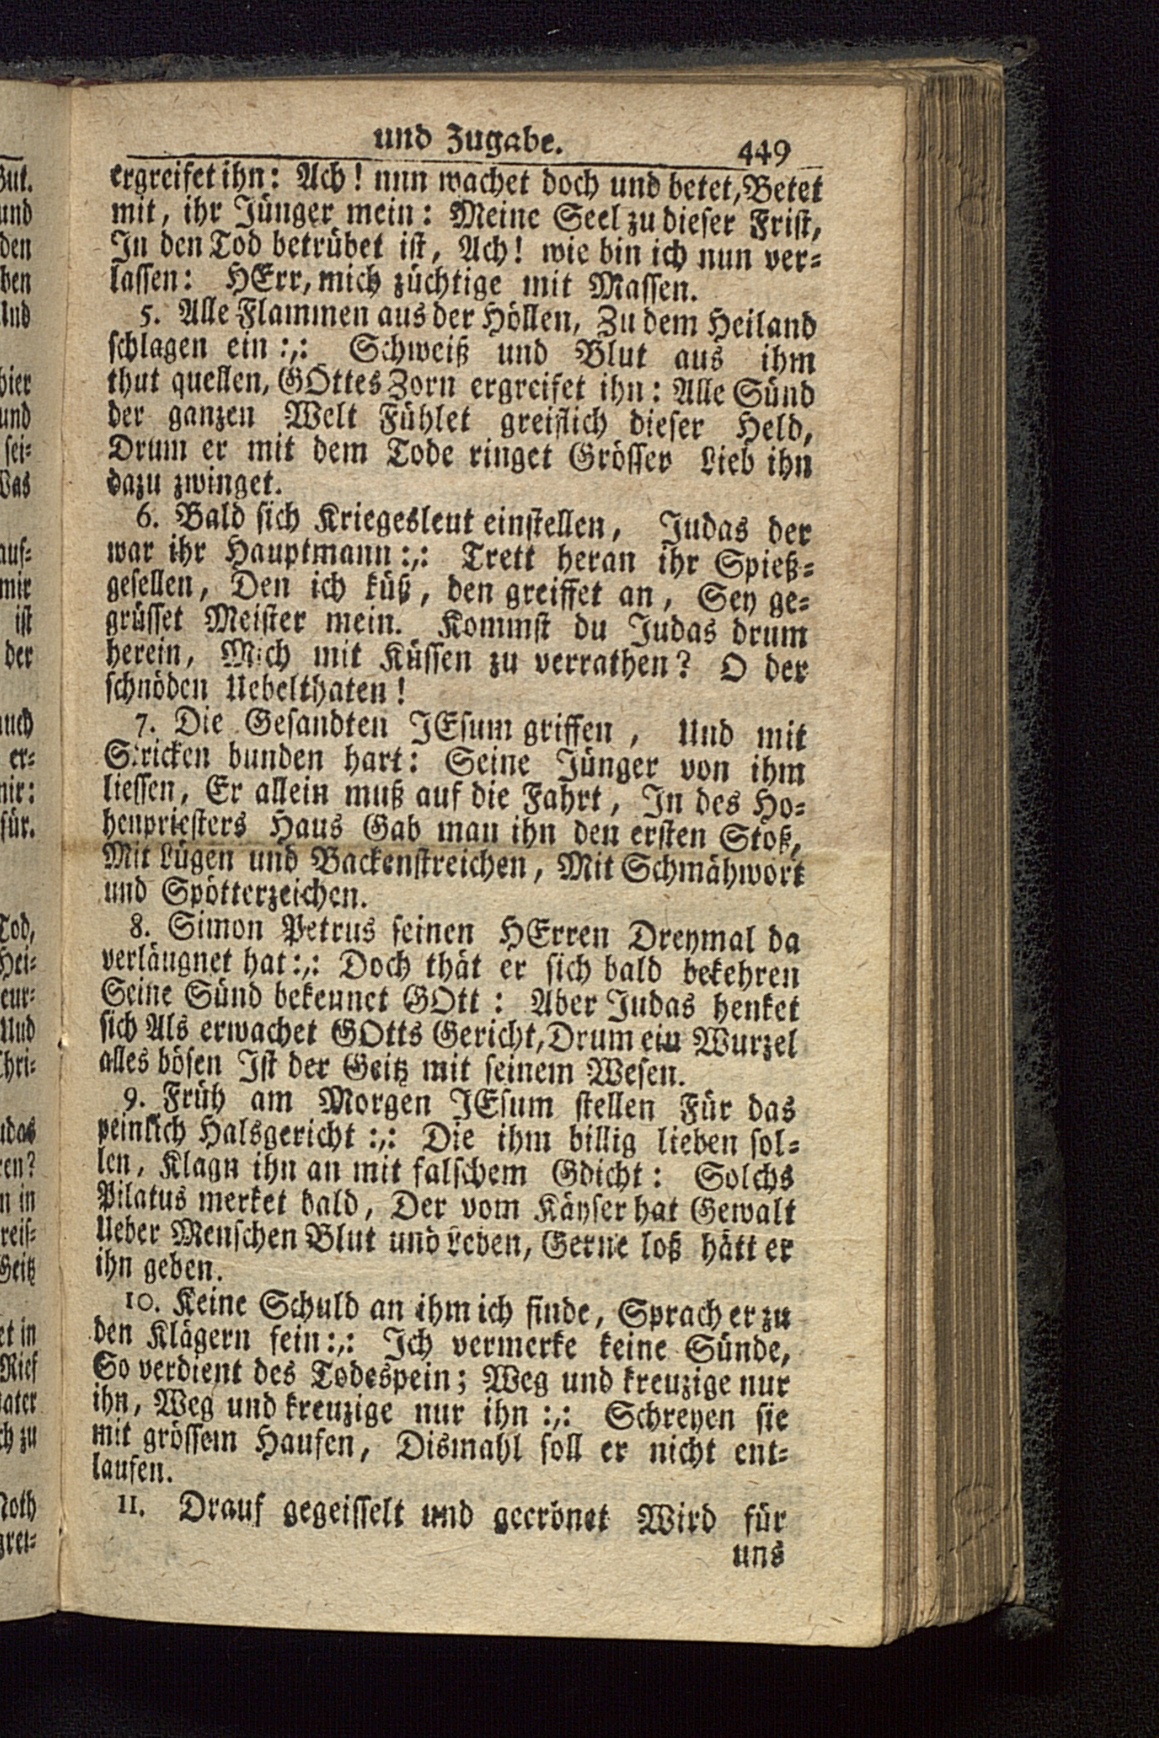 und Zugabe. 449
ergreifet ihn: Ach! nun wachet doch und betet, Betet
mit, ihr Jünger mein: Meine Seel zu dieser Frist,
In den Tod betrübet ist, Ach! wie bin ich nun ver-
lassen: HErr, mich züchtige mit Massen.
5. Alle Flammen aus der Höllen, Zu dem Heiland
schlagen ein :,: Schweiß und Blut aus ihm
thut quellen, GOttes Zorn ergreifet ihn: Alle Sünd
der ganzen Welt Fühlet greiflich dieser Held,
Drum er mit dem Tode ringet Grösser Lieb ihn
dazu zwinget.
6. Bald sich Kriegesleut einstellen, Judas der
war ihr Hauptmann :,: Trett heran ihr Spieß-
gesellen, Den ich küß, den greiffet an, Sey ge-
grüsset Meister mein. Kommst du Judas drum
herein, Mich mit Küssen zu verrathen? O der
schnöden Uebelthaten!
7. Die Gesandten JEsum griffen, Und mit
Stricken bunden hart: Seine Jünger von ihm
liessen, Er allein muß auf die Fahrt, In des Ho-
henpriesters Haus Gab man ihn den ersten Stoß,
Mit Lügen und Backenstreichen, Mit Schmähwort
und Spötterzeichen.
8. Simon Petrus seinen HErren Dreymal da
verläugnet hat :,: Doch thät er sich bald bekehren
Seine Sünd bekennet GOtt: Aber Judas henket
sich Als erwachet GOtts Gericht, Drum ein Wurzel
alles bösen Ist der Geitz mit seinem Wesen.
9. Früh am Morgen JEsum stellen Für das
peinlich Halsgericht :,: Die ihm billig lieben sol-
len, Klagn ihn an mit falschem Gdicht: Solchs
Pilatus merket bald, Der vom Käyser hat Gewalt
Ueber Menschen Blut und Leben, Gerne loß hätt er
ihn geben.
10. Keine Schuld an ihm ich finde, Sprach er zu
den Klägern fein :,: Ich vermerke keine Sünde,
So verdient des Todespein; Weg und kreuzige nur
ihn, Weg und kreuzige nur ihn :,: Schreyen sie
mit grössem Haufen, Dismahl soll er nicht ent-
laufen.
11. Drauf gegeisselt und gecrönet Wird für
uns